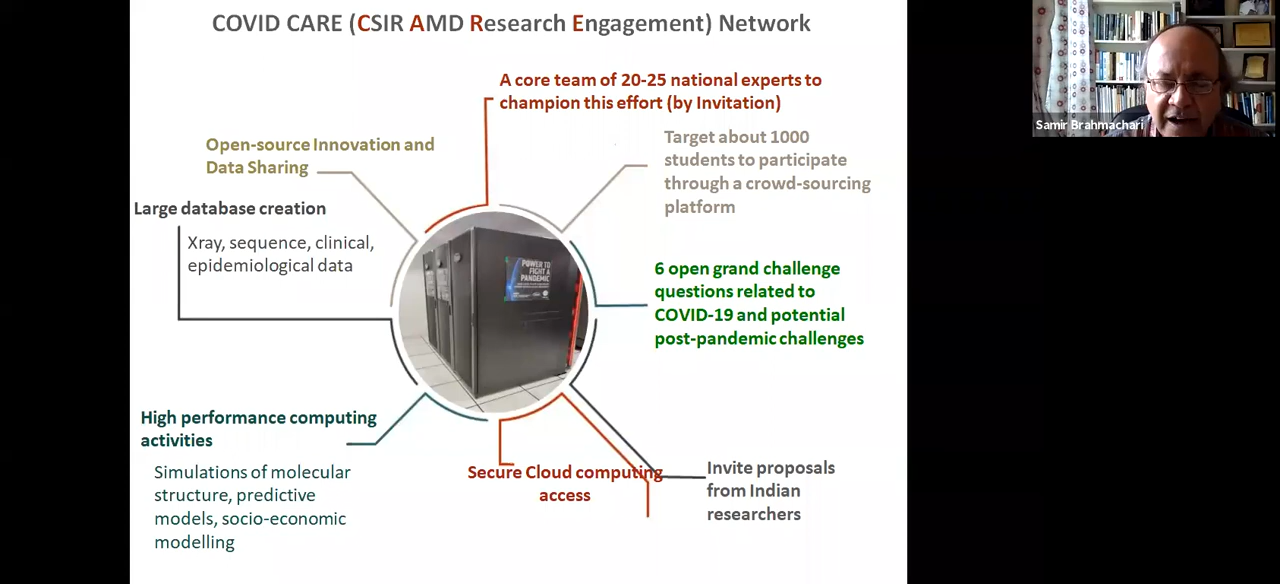 COVID CARE (CSIR AMD Research Engagement) Network
A core team of 20-25 national experts to
champion this effort (by Invitation)
Samir Brahmachari
Open-source Innovation and
Data Sharing
Target about 1000
students to participate
through a crowd-sourcing
platform
Large database creation
Xray, sequence, clinical,
epidemiological data
POWER TO
FIGHT A
PANDEMIC
6 open grand challenge
questions related to
COVID-19 and potential
post-pandemic challenges
High performance computing
activities
Simulations of molecular
structure, predictive
models, socio-economic
modelling
Secure Cloud computing
access
Invite proposals
from Indian
researchers